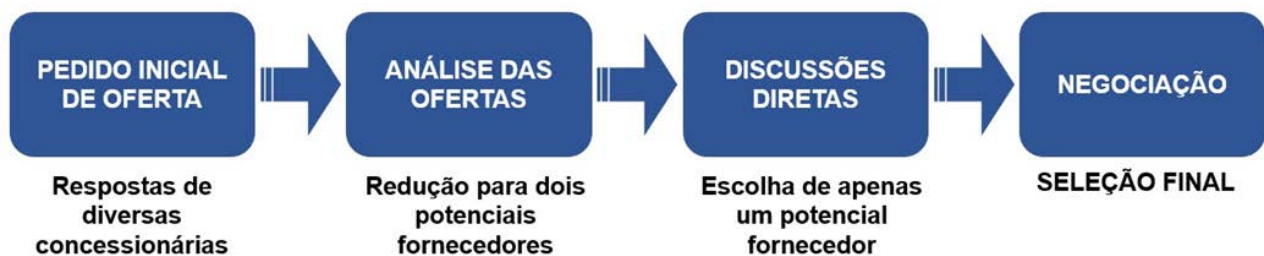 PEDIDO INICIAL
DE OFERTA
ANÁLISE DAS
OFERTAS
DISCUSSÕES
DIRETAS
NEGOCIAÇÃO
Respostas de
diversas
concessionárias
Redução para dois
potenciais
fornecedores
Escolha de apenas
um potencial
fornecedor
SELEÇÃO FINAL